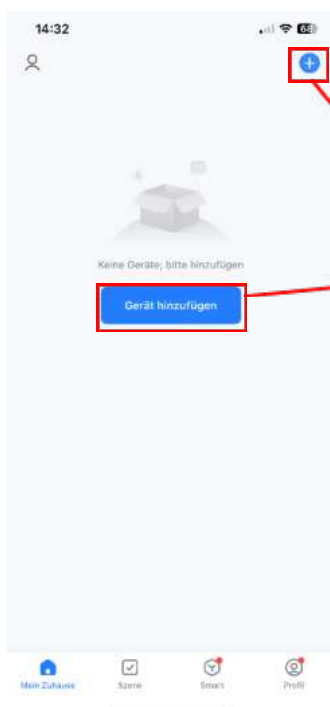 14:32
68
Keine Geräte, bitte hinzufügen
Gerät hinzufügen
Mein Zuhause
Szene
Smart
Profil